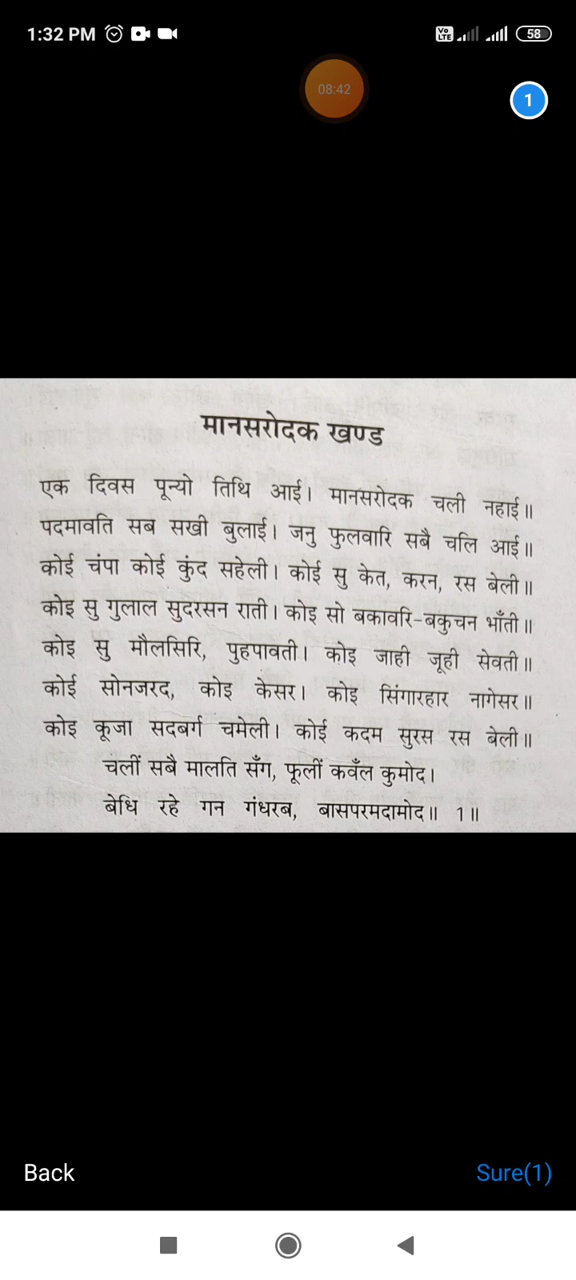 1:32 PM
Vo LTE
58
08:42
1
मानसरोदक खण्ड
एक दिवस पून्यो तिथि आई। मानसरोदक चली नहाई॥
पदमावति सब सखी बुलाई। जनु फुलवारि सबै चलि आई॥
कोई चंपा कोई कुंद सहेली। कोई सु केत, करन, रस बेली॥
कोइ सु गुलाल सुदरसन राती। कोइ सो बकावरि-बकुचन भाँती॥
कोइ सु मौलसिरि, पुहपावती। कोइ जाही जूही सेवती॥
कोई सोनजरद, कोइ केसर। कोइ सिंगारहार नागेसर॥
कोइ कूजा सदबर्ग चमेली। कोई कदम सुरस रस बेली॥
चलीं सबै मालति सँग, फूलीं कवँल कुमोद।
बेधि रहे गन गंधरब, बासपरमदामोद॥ 1॥
Back
Sure(1)